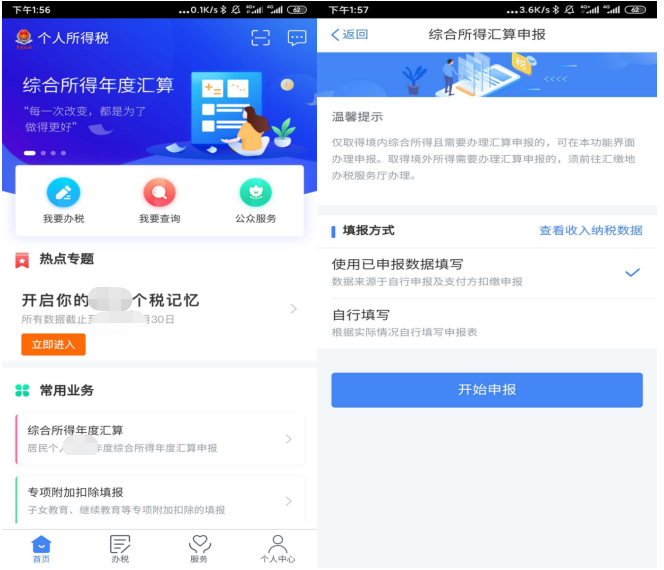 下午1:56
...0.1K/s
62
个人所得税
综合所得年度汇算
“每一次改变，都是为了
做得更好”
我要办税
我要查询
公众服务
热点专题
开启你的
个税记忆
所有数据截止至
月30日
立即进入
常用业务
综合所得年度汇算
居民个
年度综合所得年度汇算申报
专项附加扣除填报
子女教育、继续教育等专项附加扣除的填报
首页
办税
服务
个人中心
下午1:57
...3.6K/s
62
返回
综合所得汇算申报
税
<<<<
温馨提示
仅取得境内综合所得且需要办理汇算申报的，可在本功能界面
办理申报。取得境外所得需要办理汇算申报的，须前往汇缴地
办税服务厅办理。
填报方式
查看收入纳税数据
使用已申报数据填写
数据来源于自行申报及支付方扣缴申报
自行填写
根据实际情况自行填写申报表
开始申报